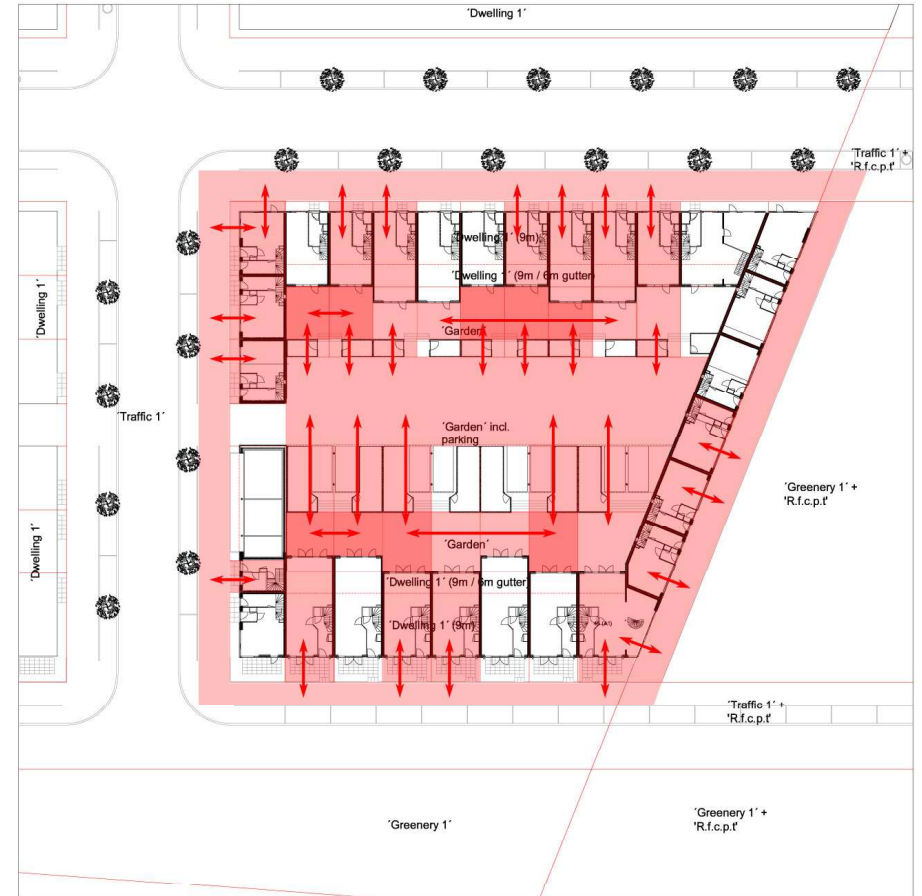 ´Dwelling 1´
´Traffic 1´ +
'R.f.c.p.t'
´Dwelling 1´ (9m)
´Dwelling 1´ (9m / 6m gutter)
´Dwelling 1´
´Garden´
´Traffic 1´
´Garden´ incl.
parking
´Greenery 1´ +
'R.f.c.p.t'
´Dwelling 1´
´Garden´
´Dwelling 1´ (9m / 6m gutter)
´Dwelling 1´ (9m)
´Traffic 1´ +
'R.f.c.p.t'
´Greenery 1´
´Greenery 1´ +
'R.f.c.p.t'